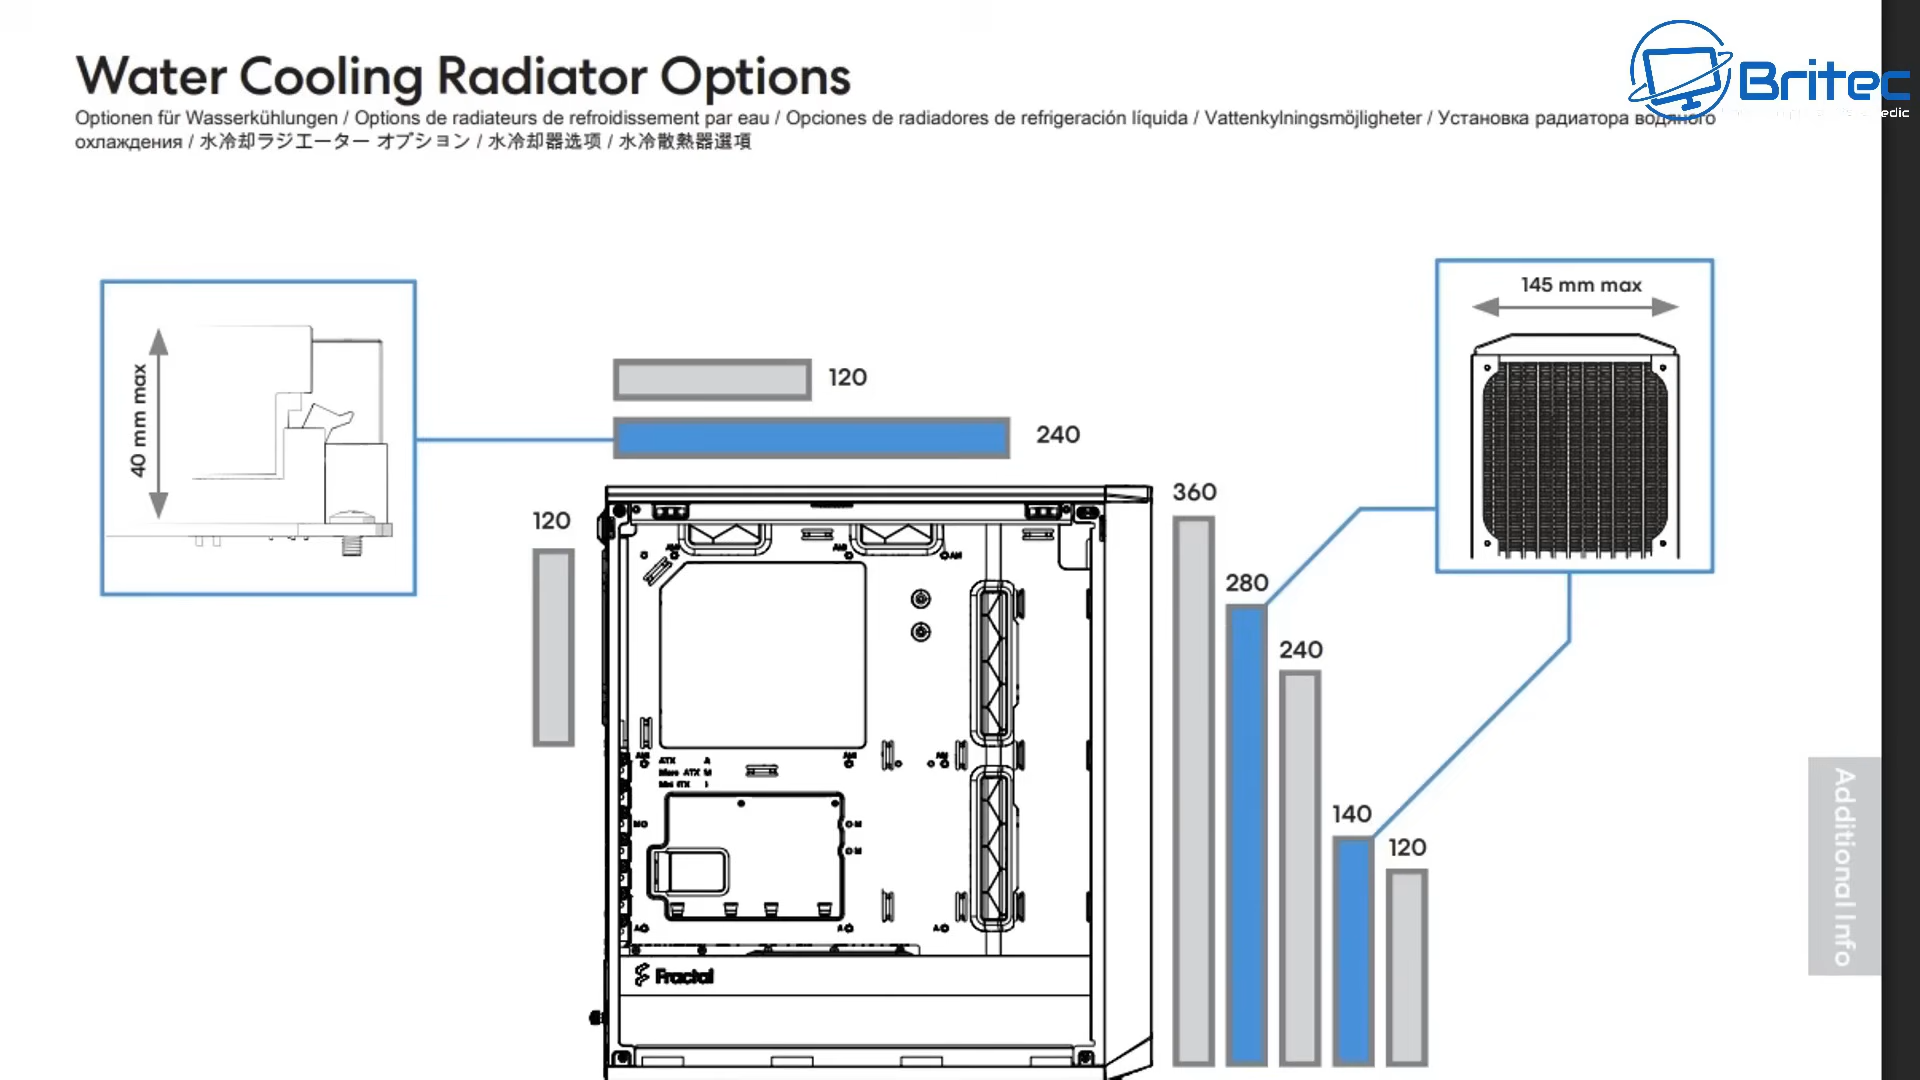 Water Cooling Radiator Options
Britec
Optionen für Wasserkühlungen / Options de radiateurs de refroidissement par eau / Opciones de radiadores de refrigeración líquida / Vattenkylningsmöjligheter / Установка радиатора водяного
охлаждения / 水冷却ラジエーター オプション / 水冷却器选项 / 水冷散熱器選項
145 mm max
40 mm max
120
240
120
360
280
240
140
120
ATX A
Micro ATX M
Mini ITX I
Fractal
Additional Info